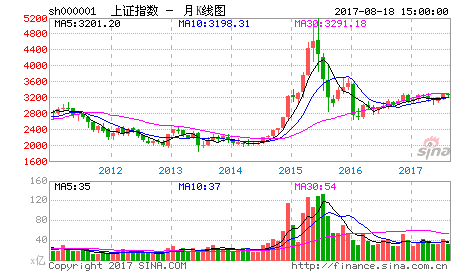 sh000001 上证指数 － 月K线图 2017-08-18 15:00:00
MA5:3201.20 MA10:3198.31 MA30:3291.18
5200
4800
4400
4000
3600
3200
2800
2400
2000
1600
2012 2013 2014 2015 2016 2017
sina
MA5:35 MA10:37 MA30:54
160
120
80
40
x亿
Copyright 2017 SINA.COM http://finance.sina.com.cn